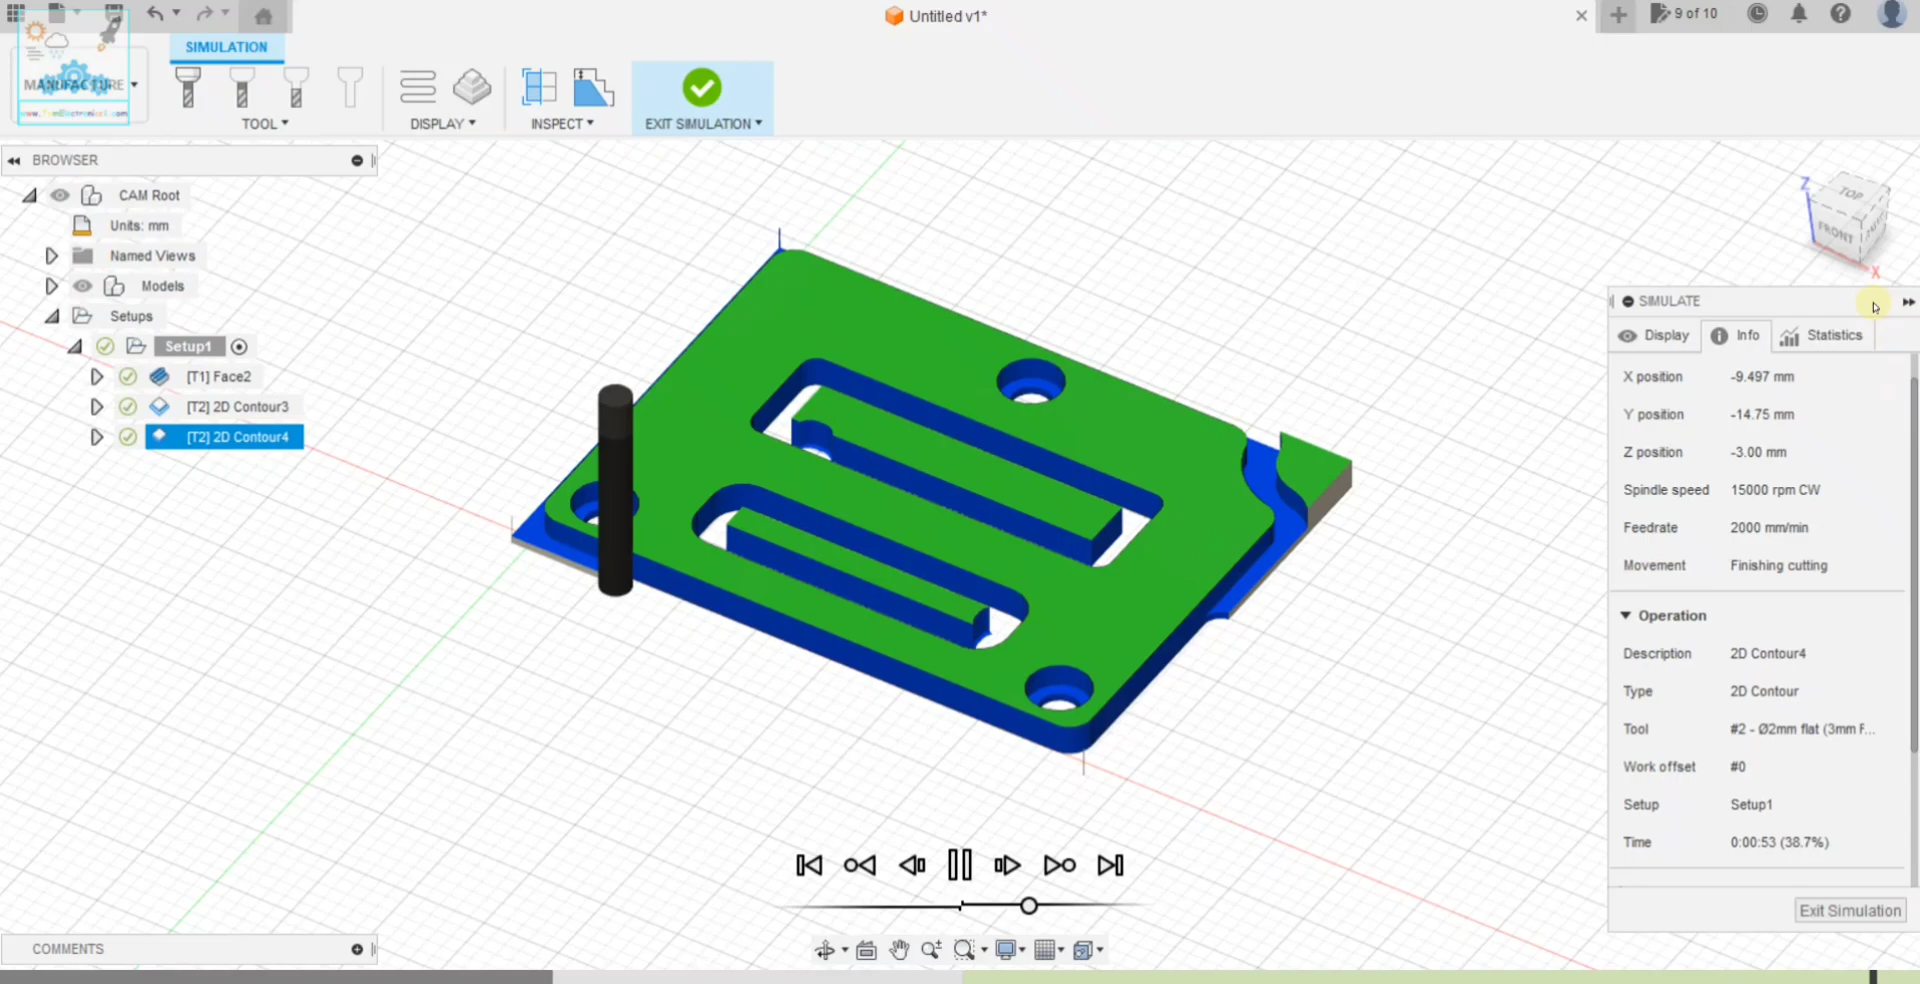 Untitled v1*
9 of 10
SIMULATION
MANUFACTURE
TOOL
DISPLAY
INSPECT
EXIT SIMULATION
BROWSER
CAM Root
Units: mm
Named Views
Models
Setups
Setup1
[T1] Face2
[T2] 2D Contour3
[T2] 2D Contour4
Z
TOP
FRONT
X
SIMULATE
Display
Info
Statistics
X position -9.497 mm
Y position -14.75 mm
Z position -3.00 mm
Spindle speed 15000 rpm CW
Feedrate 2000 mm/min
Movement Finishing cutting
Operation
Description 2D Contour4
Type 2D Contour
Tool #2 - Ø2mm flat (3mm F...
Work offset #0
Setup Setup1
Time 0:00:53 (38.7%)
Exit Simulation
COMMENTS